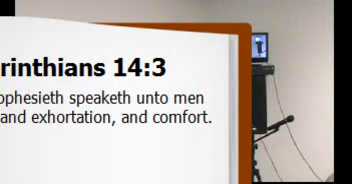 rinthians 14:3
ophesieth speaketh unto men
and exhortation, and comfort.